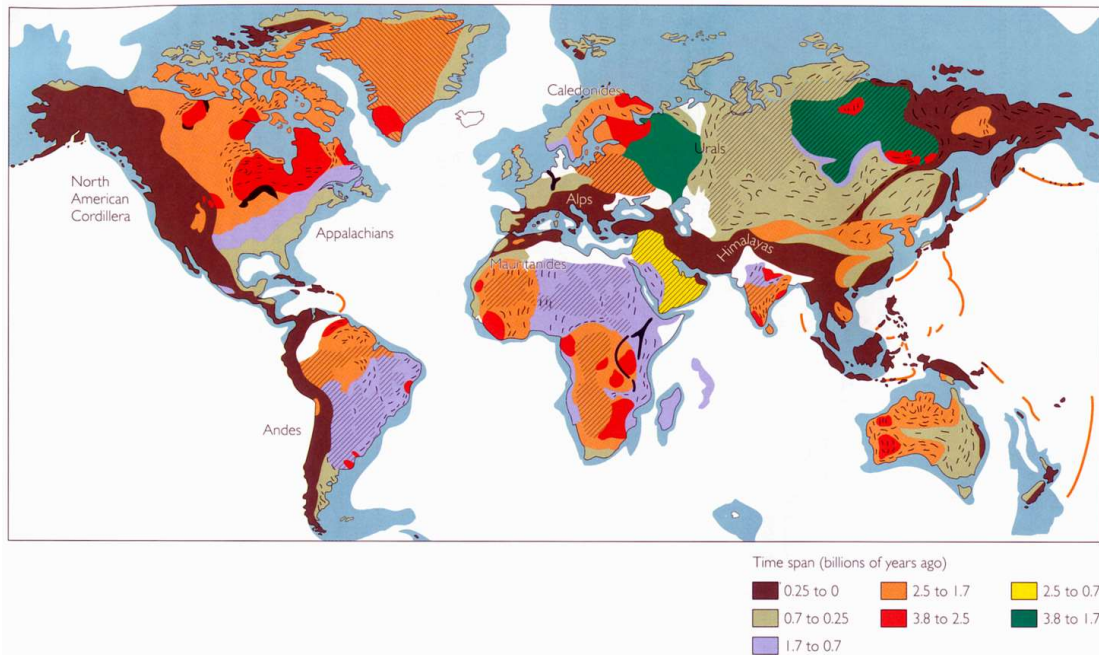 Caledonides
Urals
North
American
Cordillera
Alps
Appalachians
Himalayas
Mauritanides
Andes
Time span (billions of years ago)
0.25 to 0
2.5 to 1.7
2.5 to 0.7
0.7 to 0.25
3.8 to 2.5
3.8 to 1.7
1.7 to 0.7